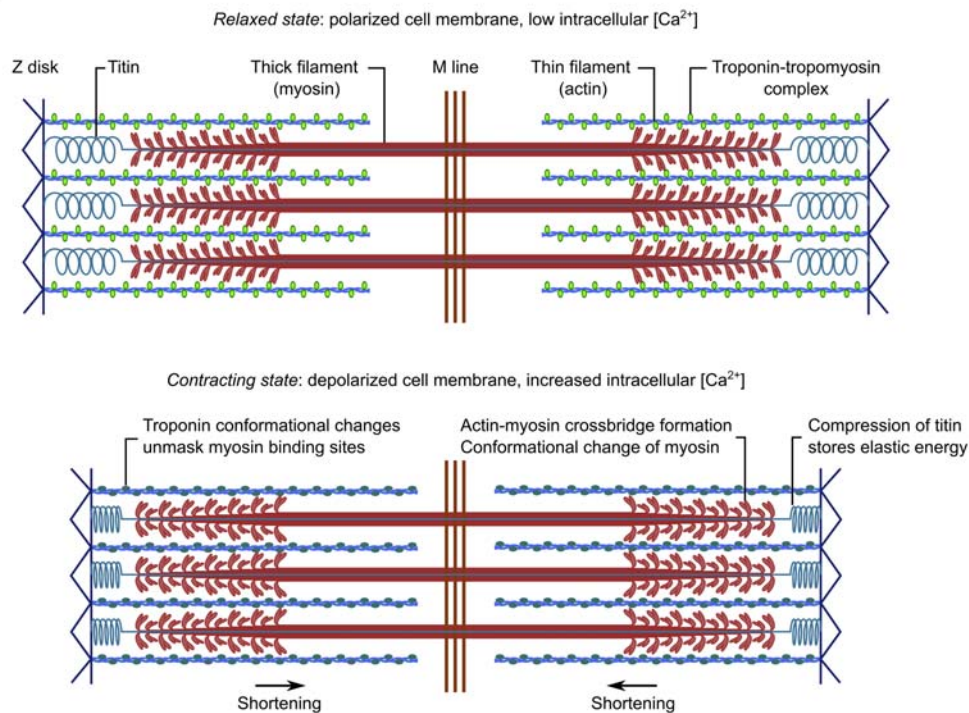 Relaxed state: polarized cell membrane, low intracellular [Ca²⁺]
Z disk
Titin
Thick filament
(myosin)
M line
Thin filament
(actin)
Troponin-tropomyosin
complex
Contracting state: depolarized cell membrane, increased intracellular [Ca²⁺]
Troponin conformational changes
unmask myosin binding sites
Actin-myosin crossbridge formation
Conformational change of myosin
Compression of titin
stores elastic energy
Shortening
Shortening